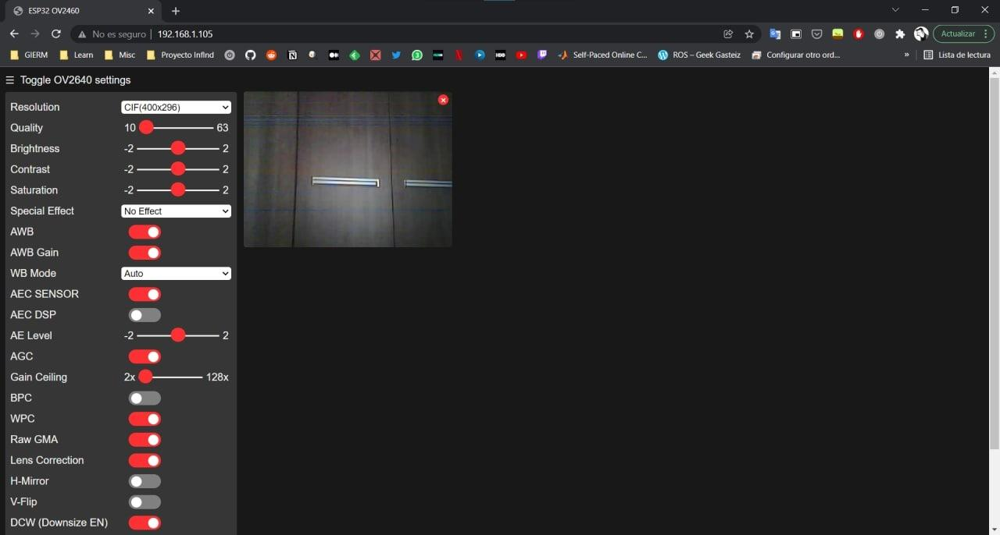 ESP32 OV2460
No es seguro 192.168.1.105
Actualizar
GIERM Learn Misc Proyecto InfInd Self-Paced Online C... ROS – Geek Gasteiz Configurar otro ord... » Lista de lectura
☰ Toggle OV2640 settings
Resolution CIF(400x296)
Quality 10 63
Brightness -2 2
Contrast -2 2
Saturation -2 2
Special Effect No Effect
AWB
AWB Gain
WB Mode Auto
AEC SENSOR
AEC DSP
AE Level -2 2
AGC
Gain Ceiling 2x 128x
BPC
WPC
Raw GMA
Lens Correction
H-Mirror
V-Flip
DCW (Downsize EN)